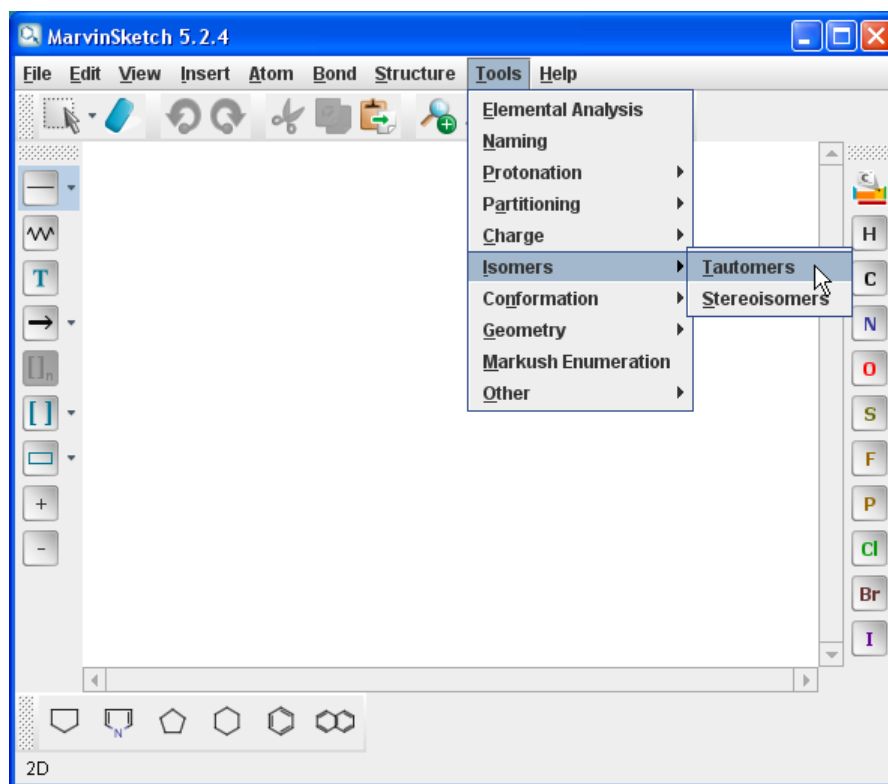 MarvinSketch 5.2.4
File Edit View Insert Atom Bond Structure Tools Help
Elemental Analysis
Naming
Protonation
Partitioning
Charge
Isomers
Tautomers
Stereoisomers
Conformation
Geometry
Markush Enumeration
Other
T
[ ]n
[ ]
+
-
H
C
N
O
S
F
P
Cl
Br
I
N
2D